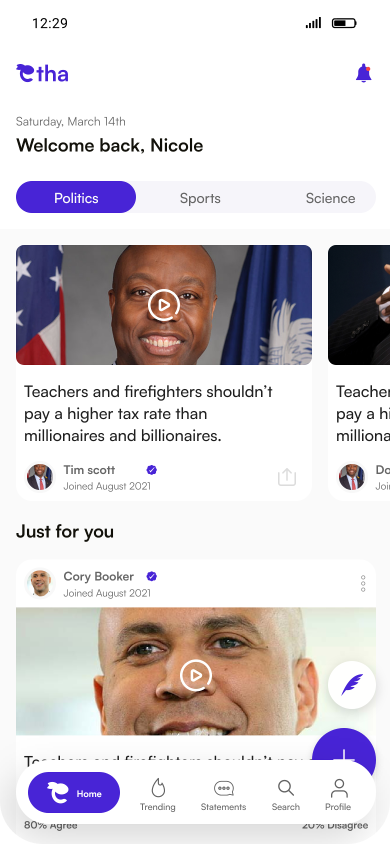 12:29
tha
Saturday, March 14th
Welcome back, Nicole
Politics
Sports
Science
Teachers and firefighters shouldn't
pay a higher tax rate than
millionaires and billionaires.
Tim scott
Joined August 2021
Teacher
pay a hi
milliona
Do
Join
Just for you
Cory Booker
Joined August 2021
Teachers and firefighters shouldn't pay
Home
Trending
Statements
Search
Profile
80% Agree
20% Disagree